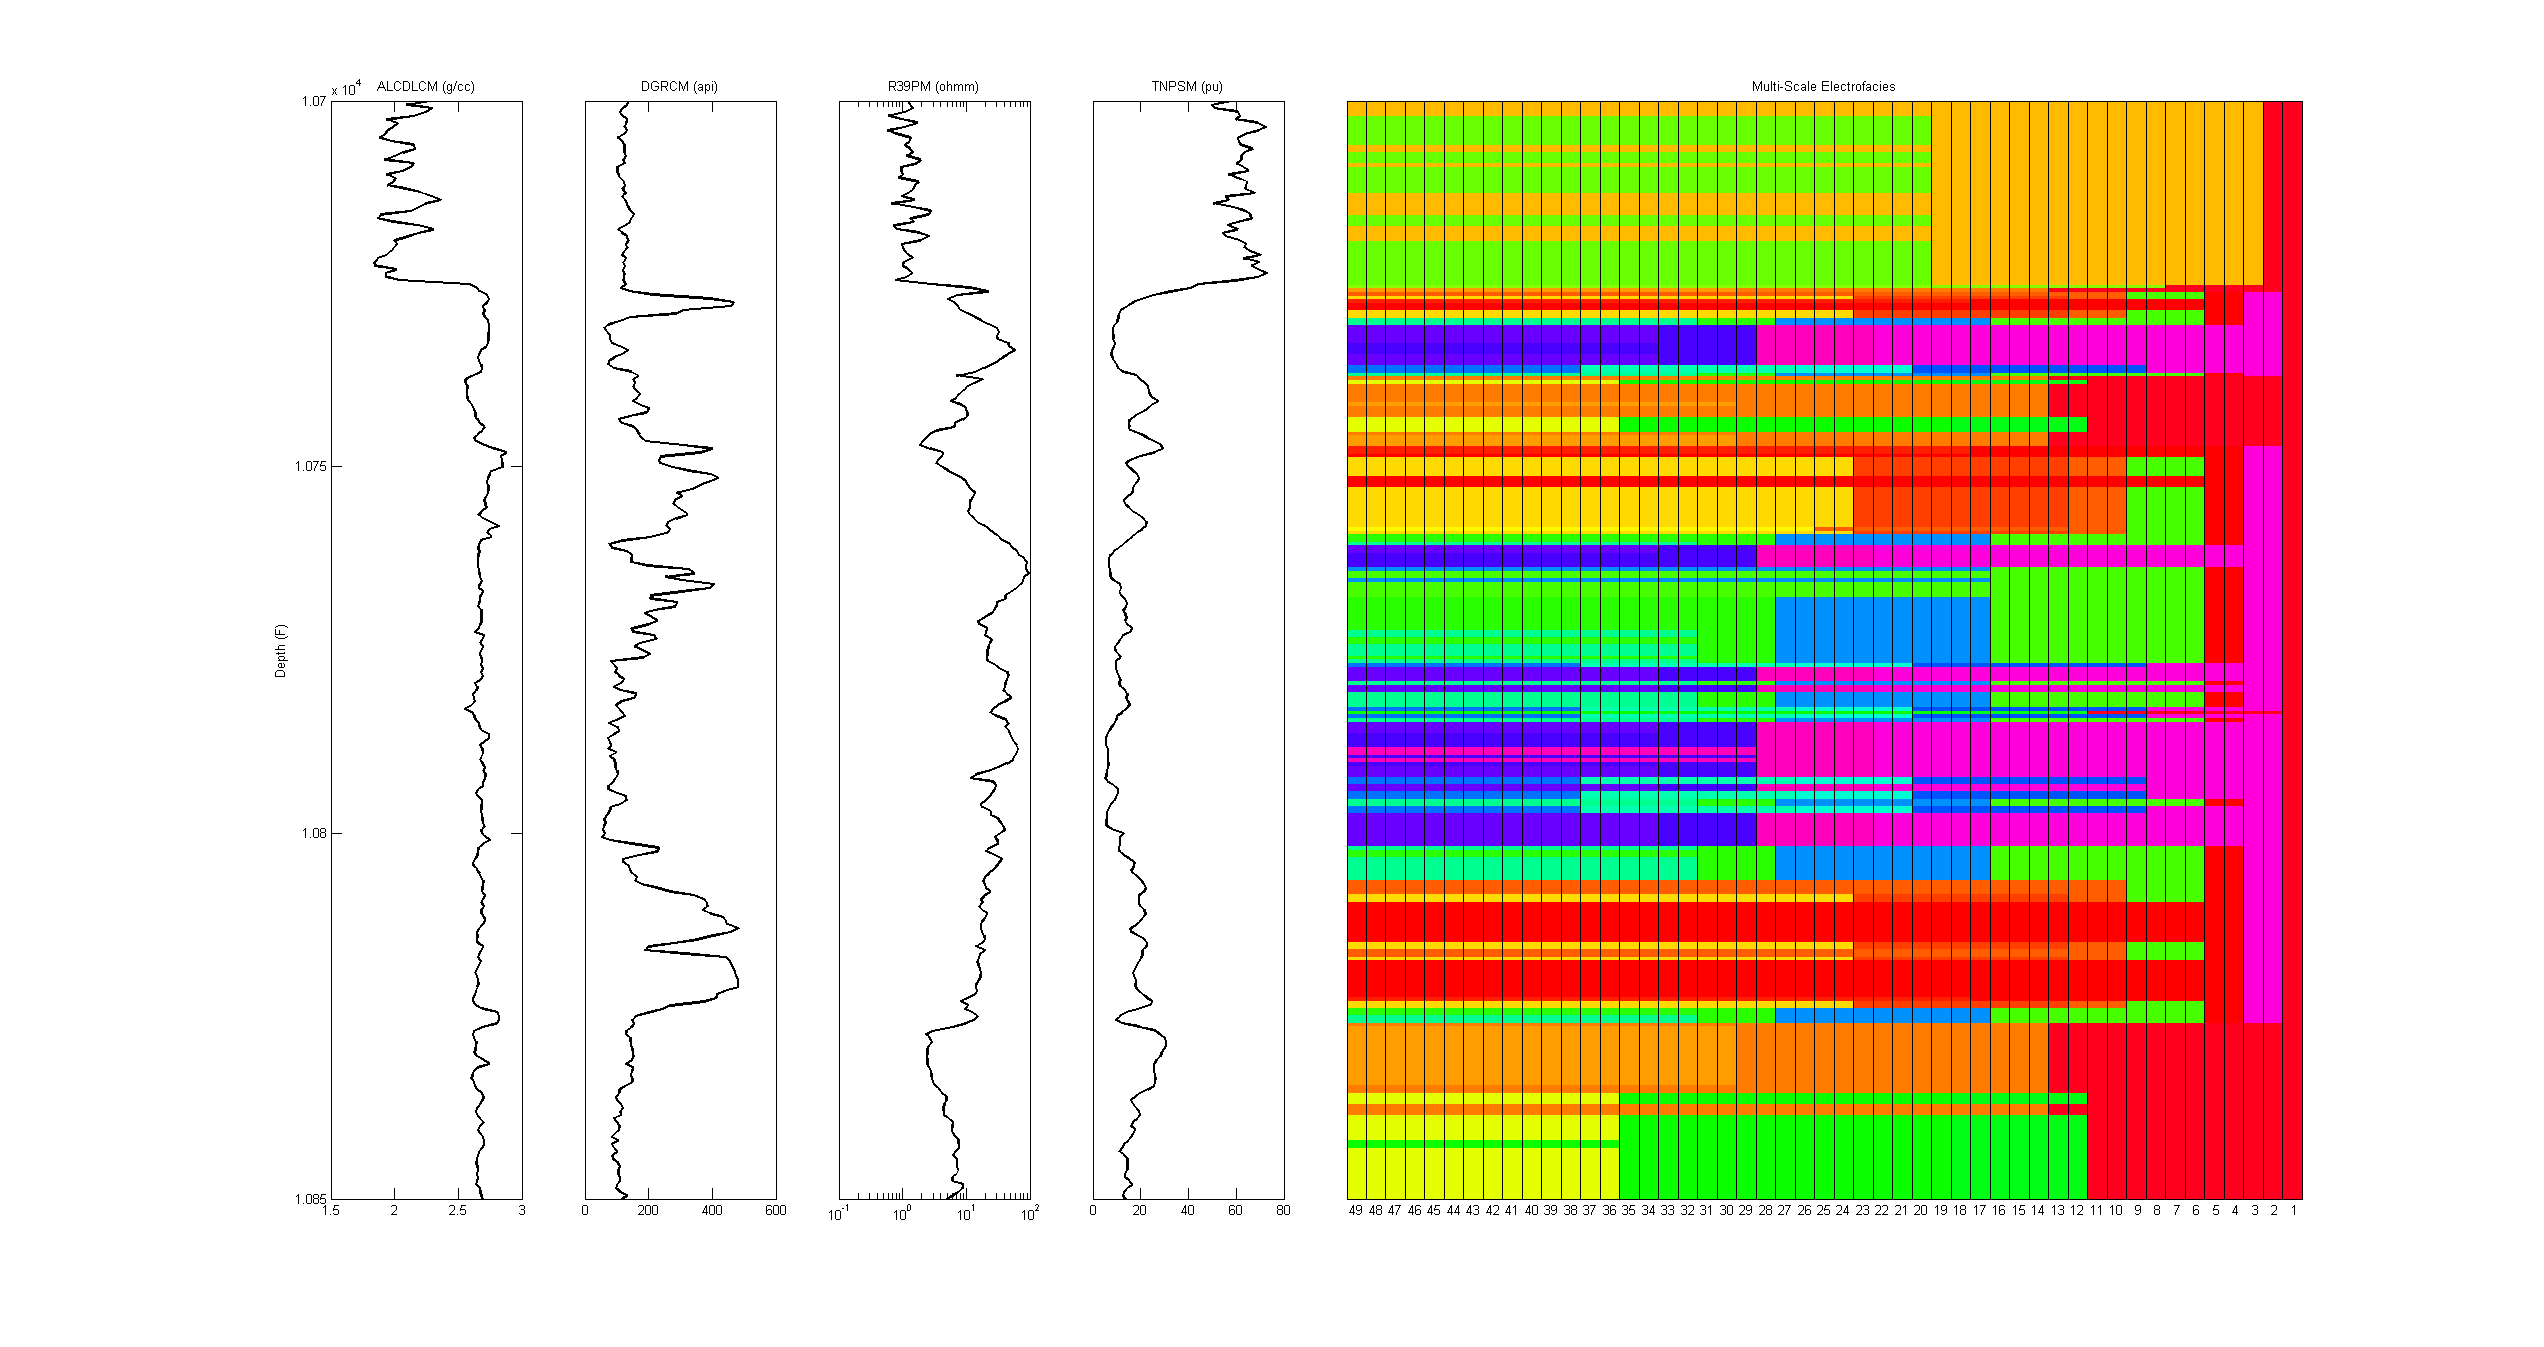 ALCDLCM (g/cc) DGRCM (api) R39PM (ohmm) TNPSM (pu) Multi-Scale Electrofacies
1.07 x 10^4
1.075
Depth (F)
1.08
1.085
1.5 2 2.5 3 0 200 400 600 10^-1 10^0 10^1 10^2 0 20 40 60 80 49 48 47 46 45 44 43 42 41 40 39 38 37 36 35 34 33 32 31 30 29 28 27 26 25 24 23 22 21 20 19 18 17 16 15 14 13 12 11 10 9 8 7 6 5 4 3 2 1